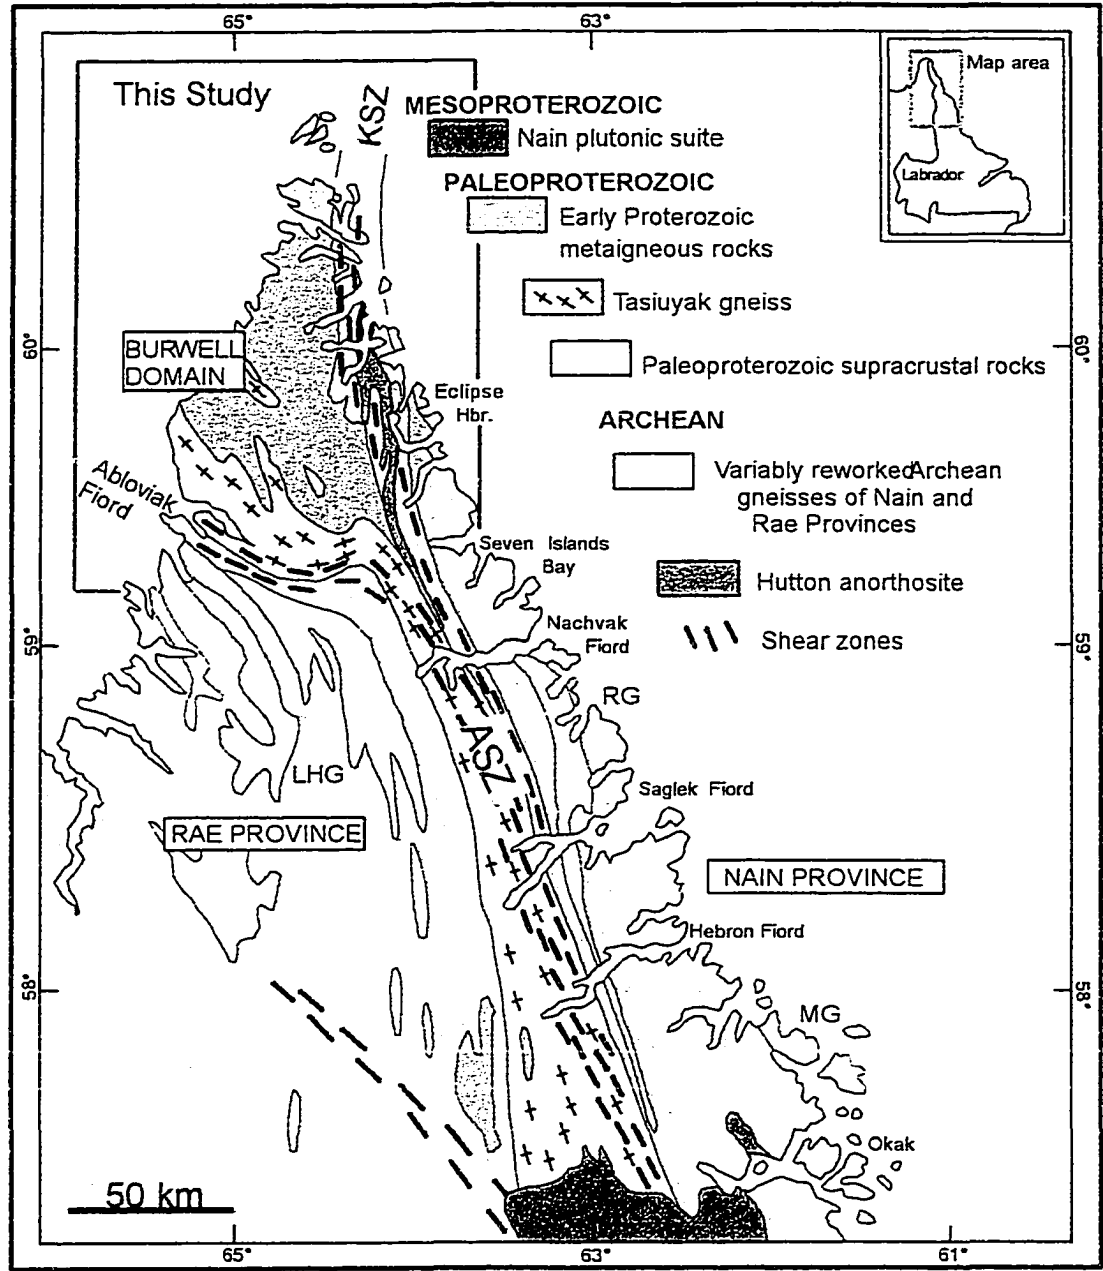 65°
63°
This Study
KSZ
MESOPROTEROZOIC
Nain plutonic suite
PALEOPROTEROZOIC
Early Proterozoic
metaigneous rocks
Tasiuyak gneiss
Paleoproterozoic supracrustal rocks
ARCHEAN
Variably reworkedArchean
gneisses of Nain and
Rae Provinces
Hutton anorthosite
Shear zones
Map area
Labrador
60°
60°
BURWELL
DOMAIN
Eclipse
Hbr.
Abloviak
Fiord
Seven Islands
Bay
Nachvak
Fiord
59°
59°
RG
ASZ
LHG
Saglek Fiord
RAE PROVINCE
NAIN PROVINCE
Hebron Fiord
58°
58°
MG
Okak
50 km
65°
63°
61°